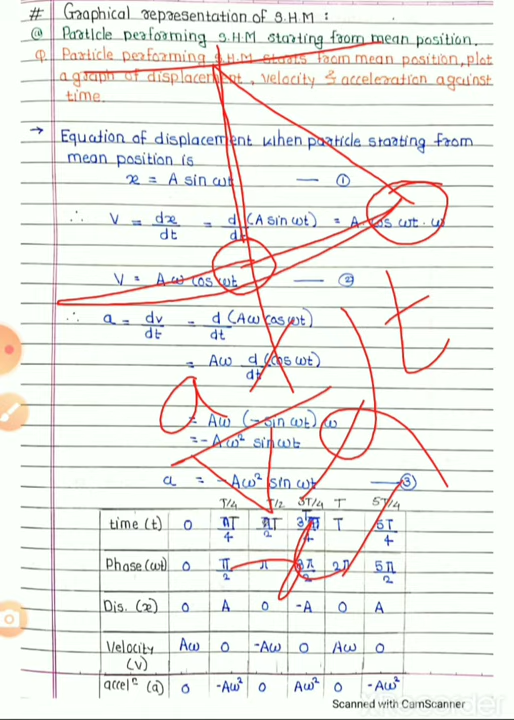 # Graphical representation of S.H.M :
@ Particle performing S.H.M starting from mean position.
Q. Particle performing S.H.M starts from mean position, plot
a graph of displacement, velocity & acceleration against
time.
→ Equation of displacement when particle starting from
mean position is
x = A sin ωt — ①
∴ V = dx/dt = d/dt (A sin ωt) = A cos ωt · ω
V = Aω cos ωt — ②
∴ a = dv/dt = d/dt (Aω cos ωt)
= Aω d/dt (cos ωt)
= Aω (-sin ωt) ω
= -Aω² sin ωt
a = -Aω² sin ωt — ③
T/4 T/2 3T/4 T 5T/4
time (t) 0 T/4 T/2 3T/4 T 5T/4
Phase (ωt) 0 π/2 π 3π/2 2π 5π/2
Dis. (x) 0 A 0 -A 0 A
Velocity (V) Aω 0 -Aω 0 Aω 0
accelⁿ (a) 0 -Aω² 0 Aω² 0 -Aω²
Scanned with CamScanner